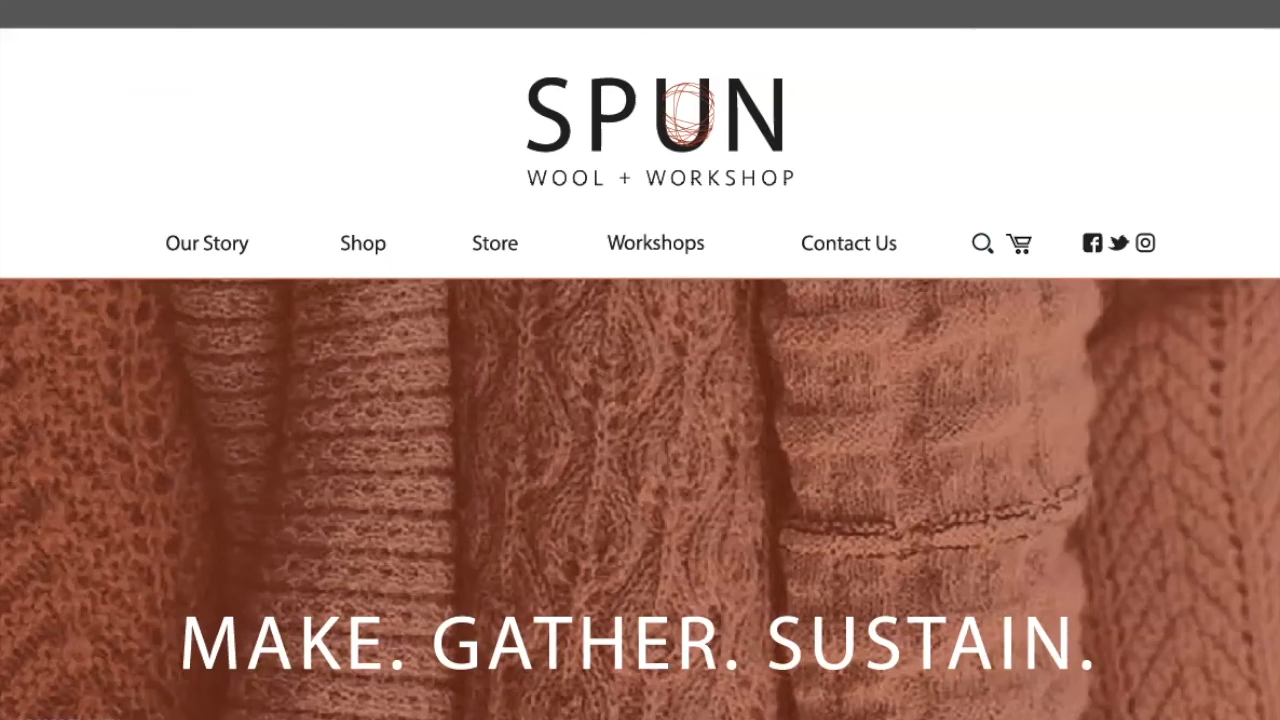 SPUN
WOOL + WORKSHOP
Our Story Shop Store Workshops Contact Us
MAKE. GATHER. SUSTAIN.